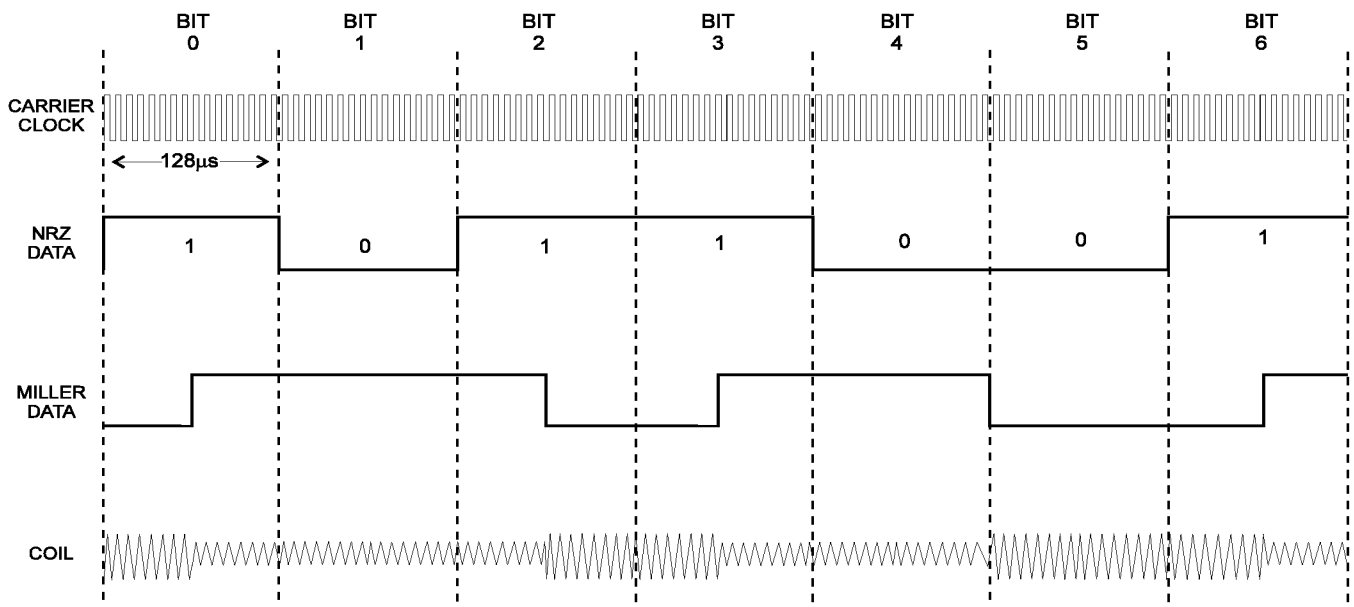 BIT 0
BIT 1
BIT 2
BIT 3
BIT 4
BIT 5
BIT 6
CARRIER
CLOCK
128µs
NRZ
DATA
1 0 1 1 0 0 1
MILLER
DATA
COIL